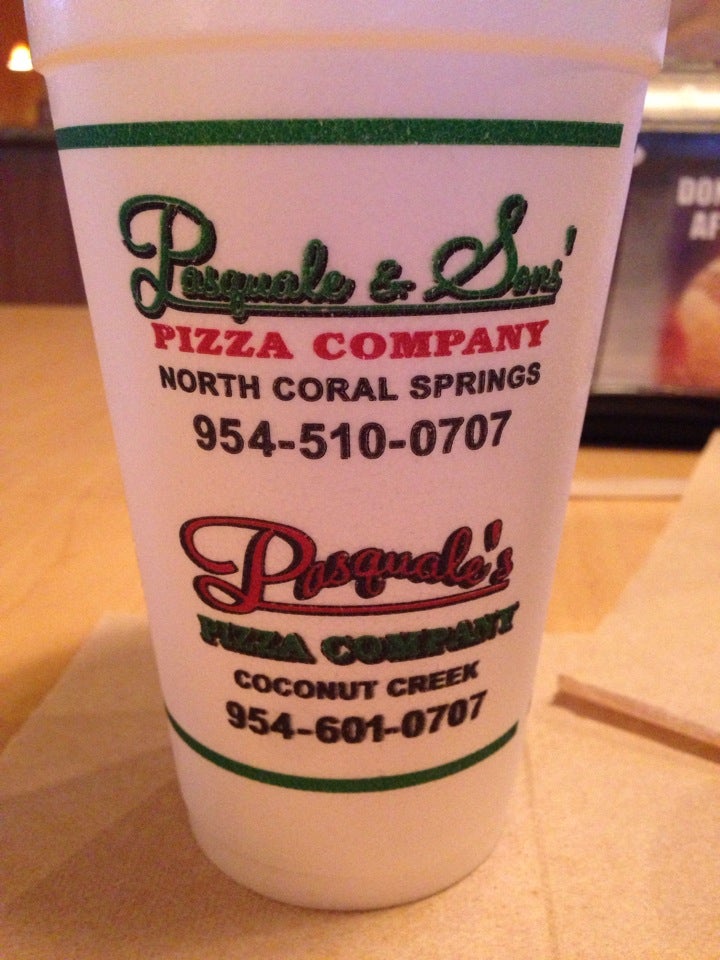 Pasquale & Sons'
PIZZA COMPANY
NORTH CORAL SPRINGS
954-510-0707
Pasquale's
PIZZA COMPANY
COCONUT CREEK
954-601-0707